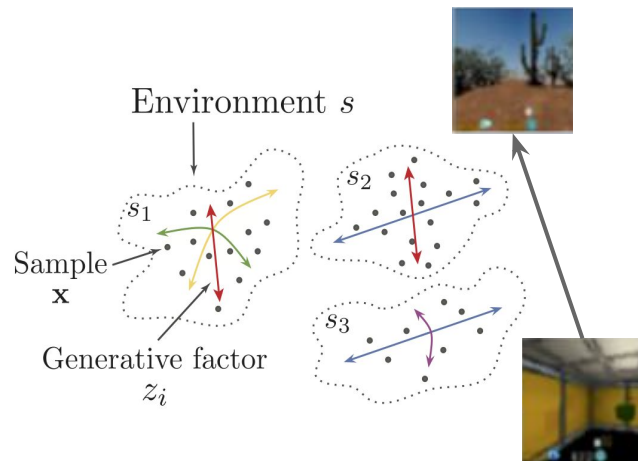 Environment s
s₁
s₂
Sample
x
s₃
Generative factor
zᵢ